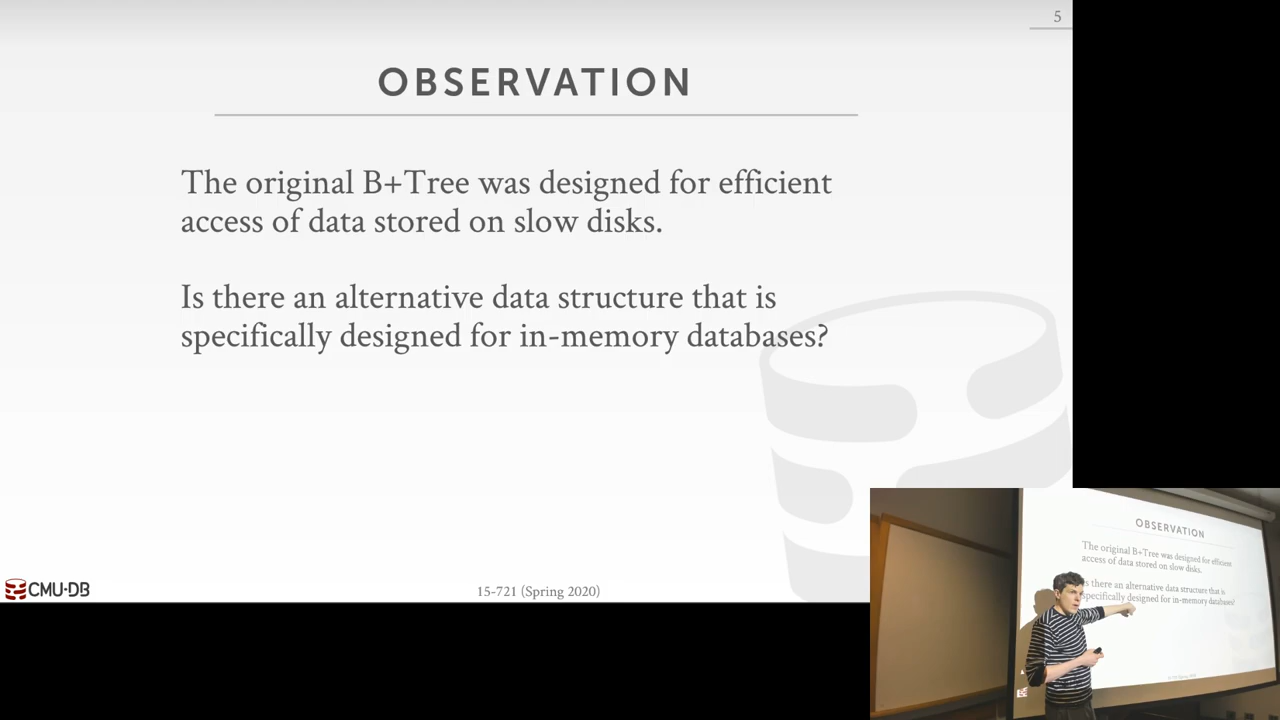 5
OBSERVATION
The original B+Tree was designed for efficient
access of data stored on slow disks.
Is there an alternative data structure that is
specifically designed for in-memory databases?
CMU·DB
15-721 (Spring 2020)
OBSERVATION
The original B+Tree was designed for efficient
access of data stored on slow disks.
Is there an alternative data structure that is
specifically designed for in-memory databases?